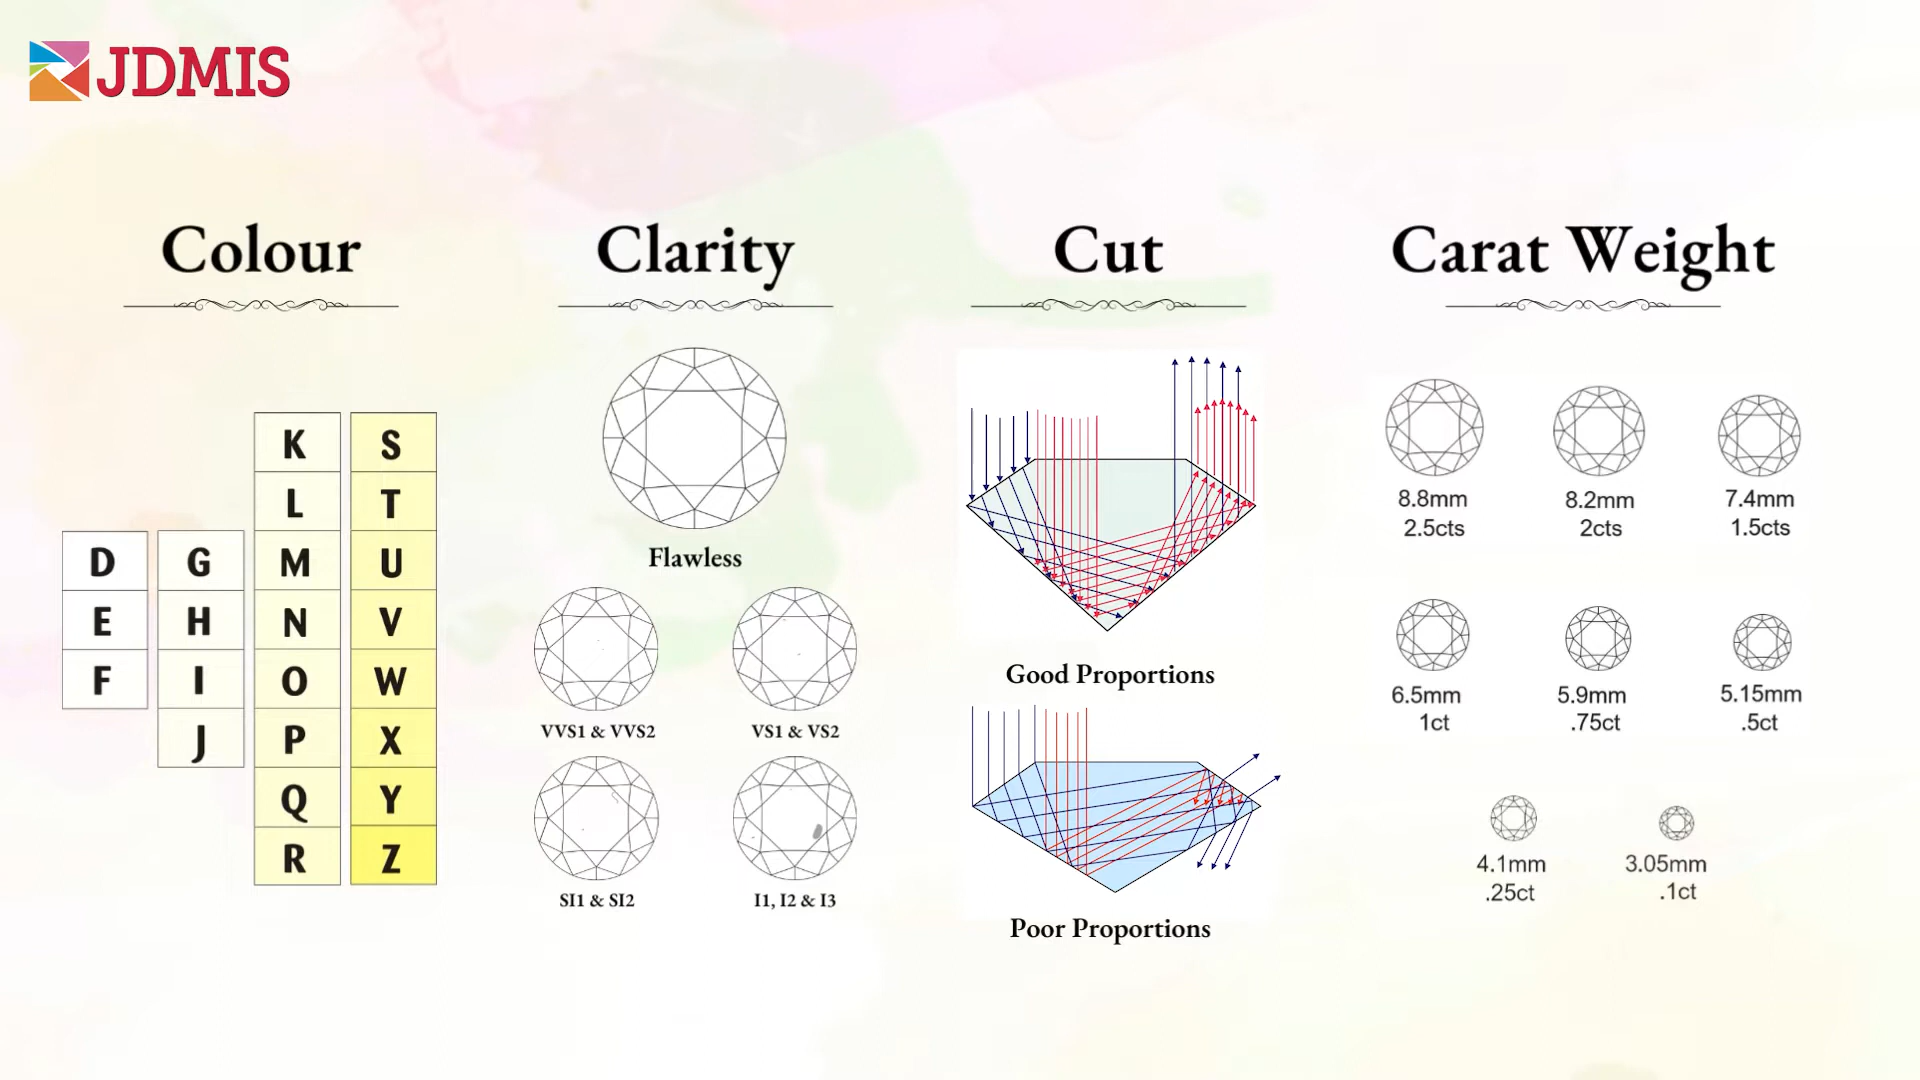 JDMIS
Colour
D
E
F
G
H
I
J
K
L
M
N
O
P
Q
R
S
T
U
V
W
X
Y
Z
Clarity
Flawless
VVS1 & VVS2
VS1 & VS2
SI1 & SI2
I1, I2 & I3
Cut
Good Proportions
Poor Proportions
Carat Weight
8.8mm
2.5cts
8.2mm
2cts
7.4mm
1.5cts
6.5mm
1ct
5.9mm
.75ct
5.15mm
.5ct
4.1mm
.25ct
3.05mm
.1ct